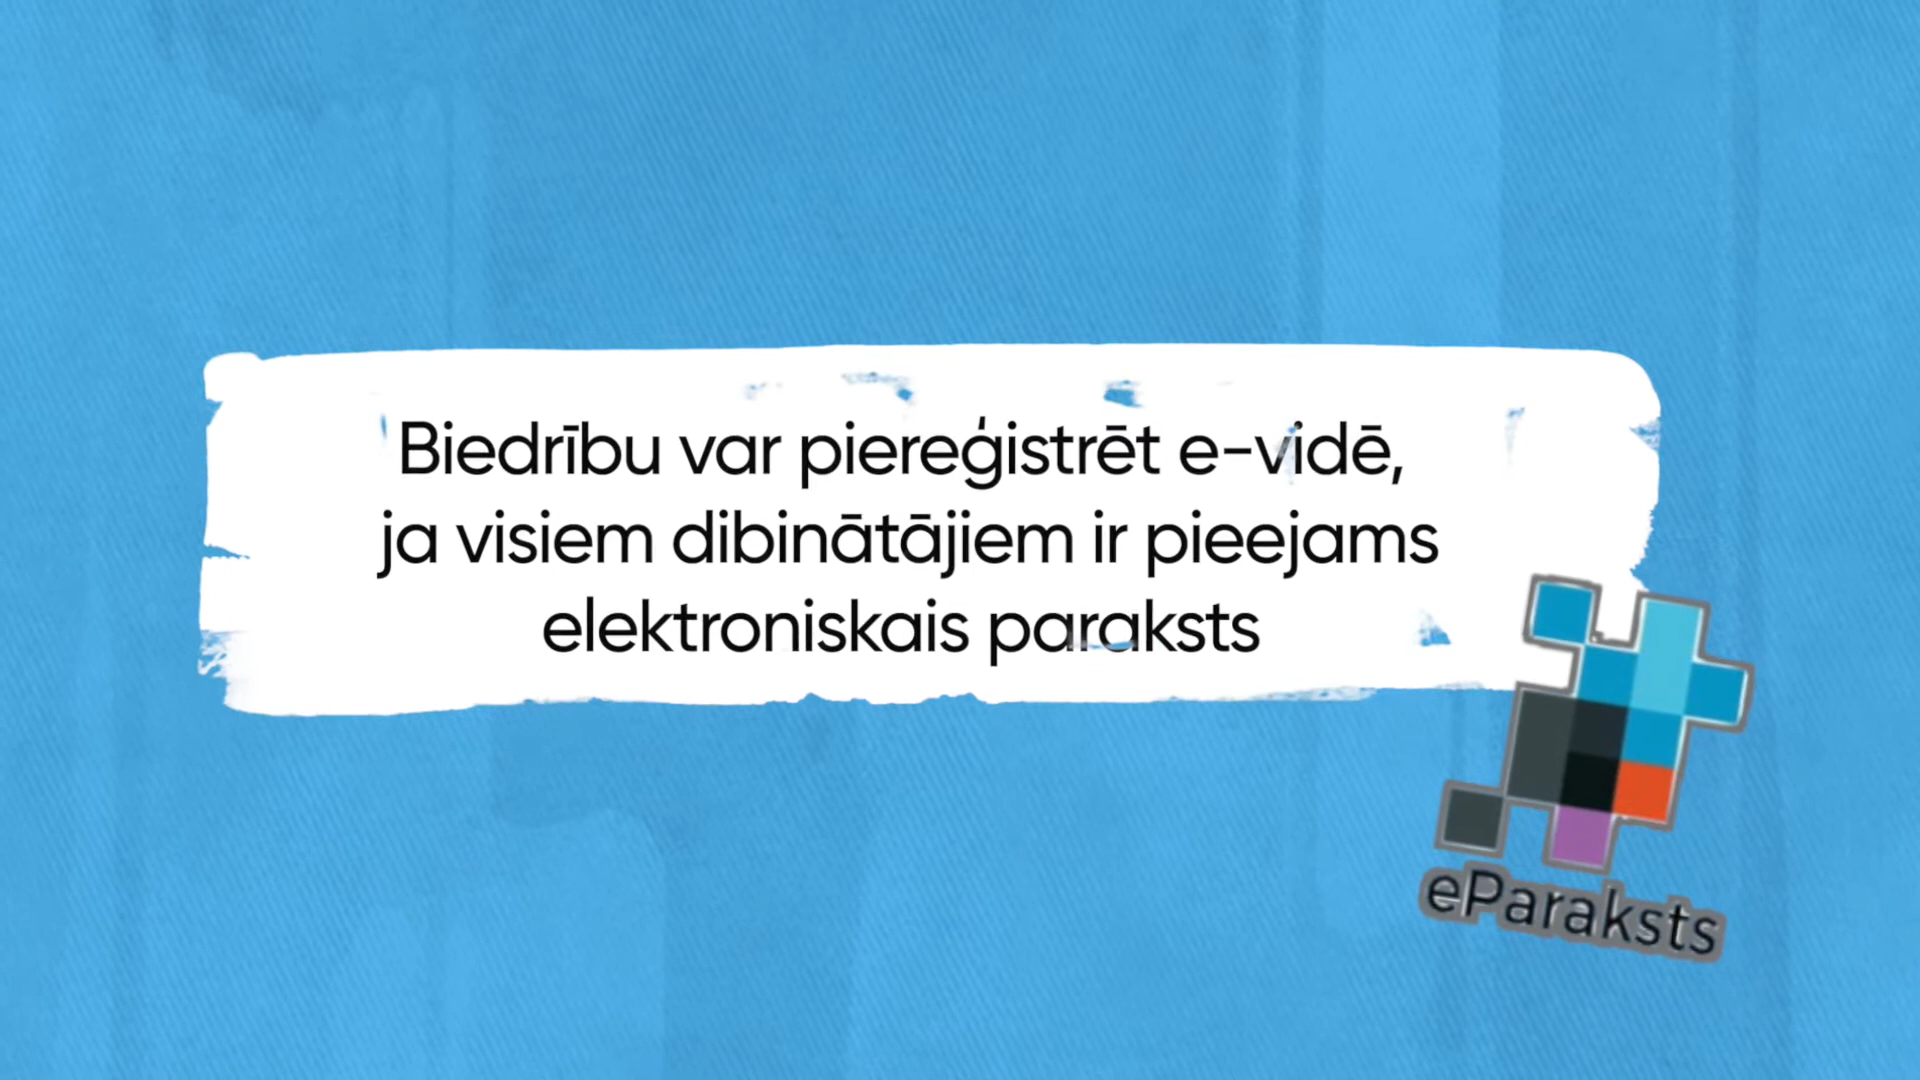 Biedrību var piereģistrēt e-vidē,
ja visiem dibinātājiem ir pieejams
elektroniskais paraksts
eParaksts